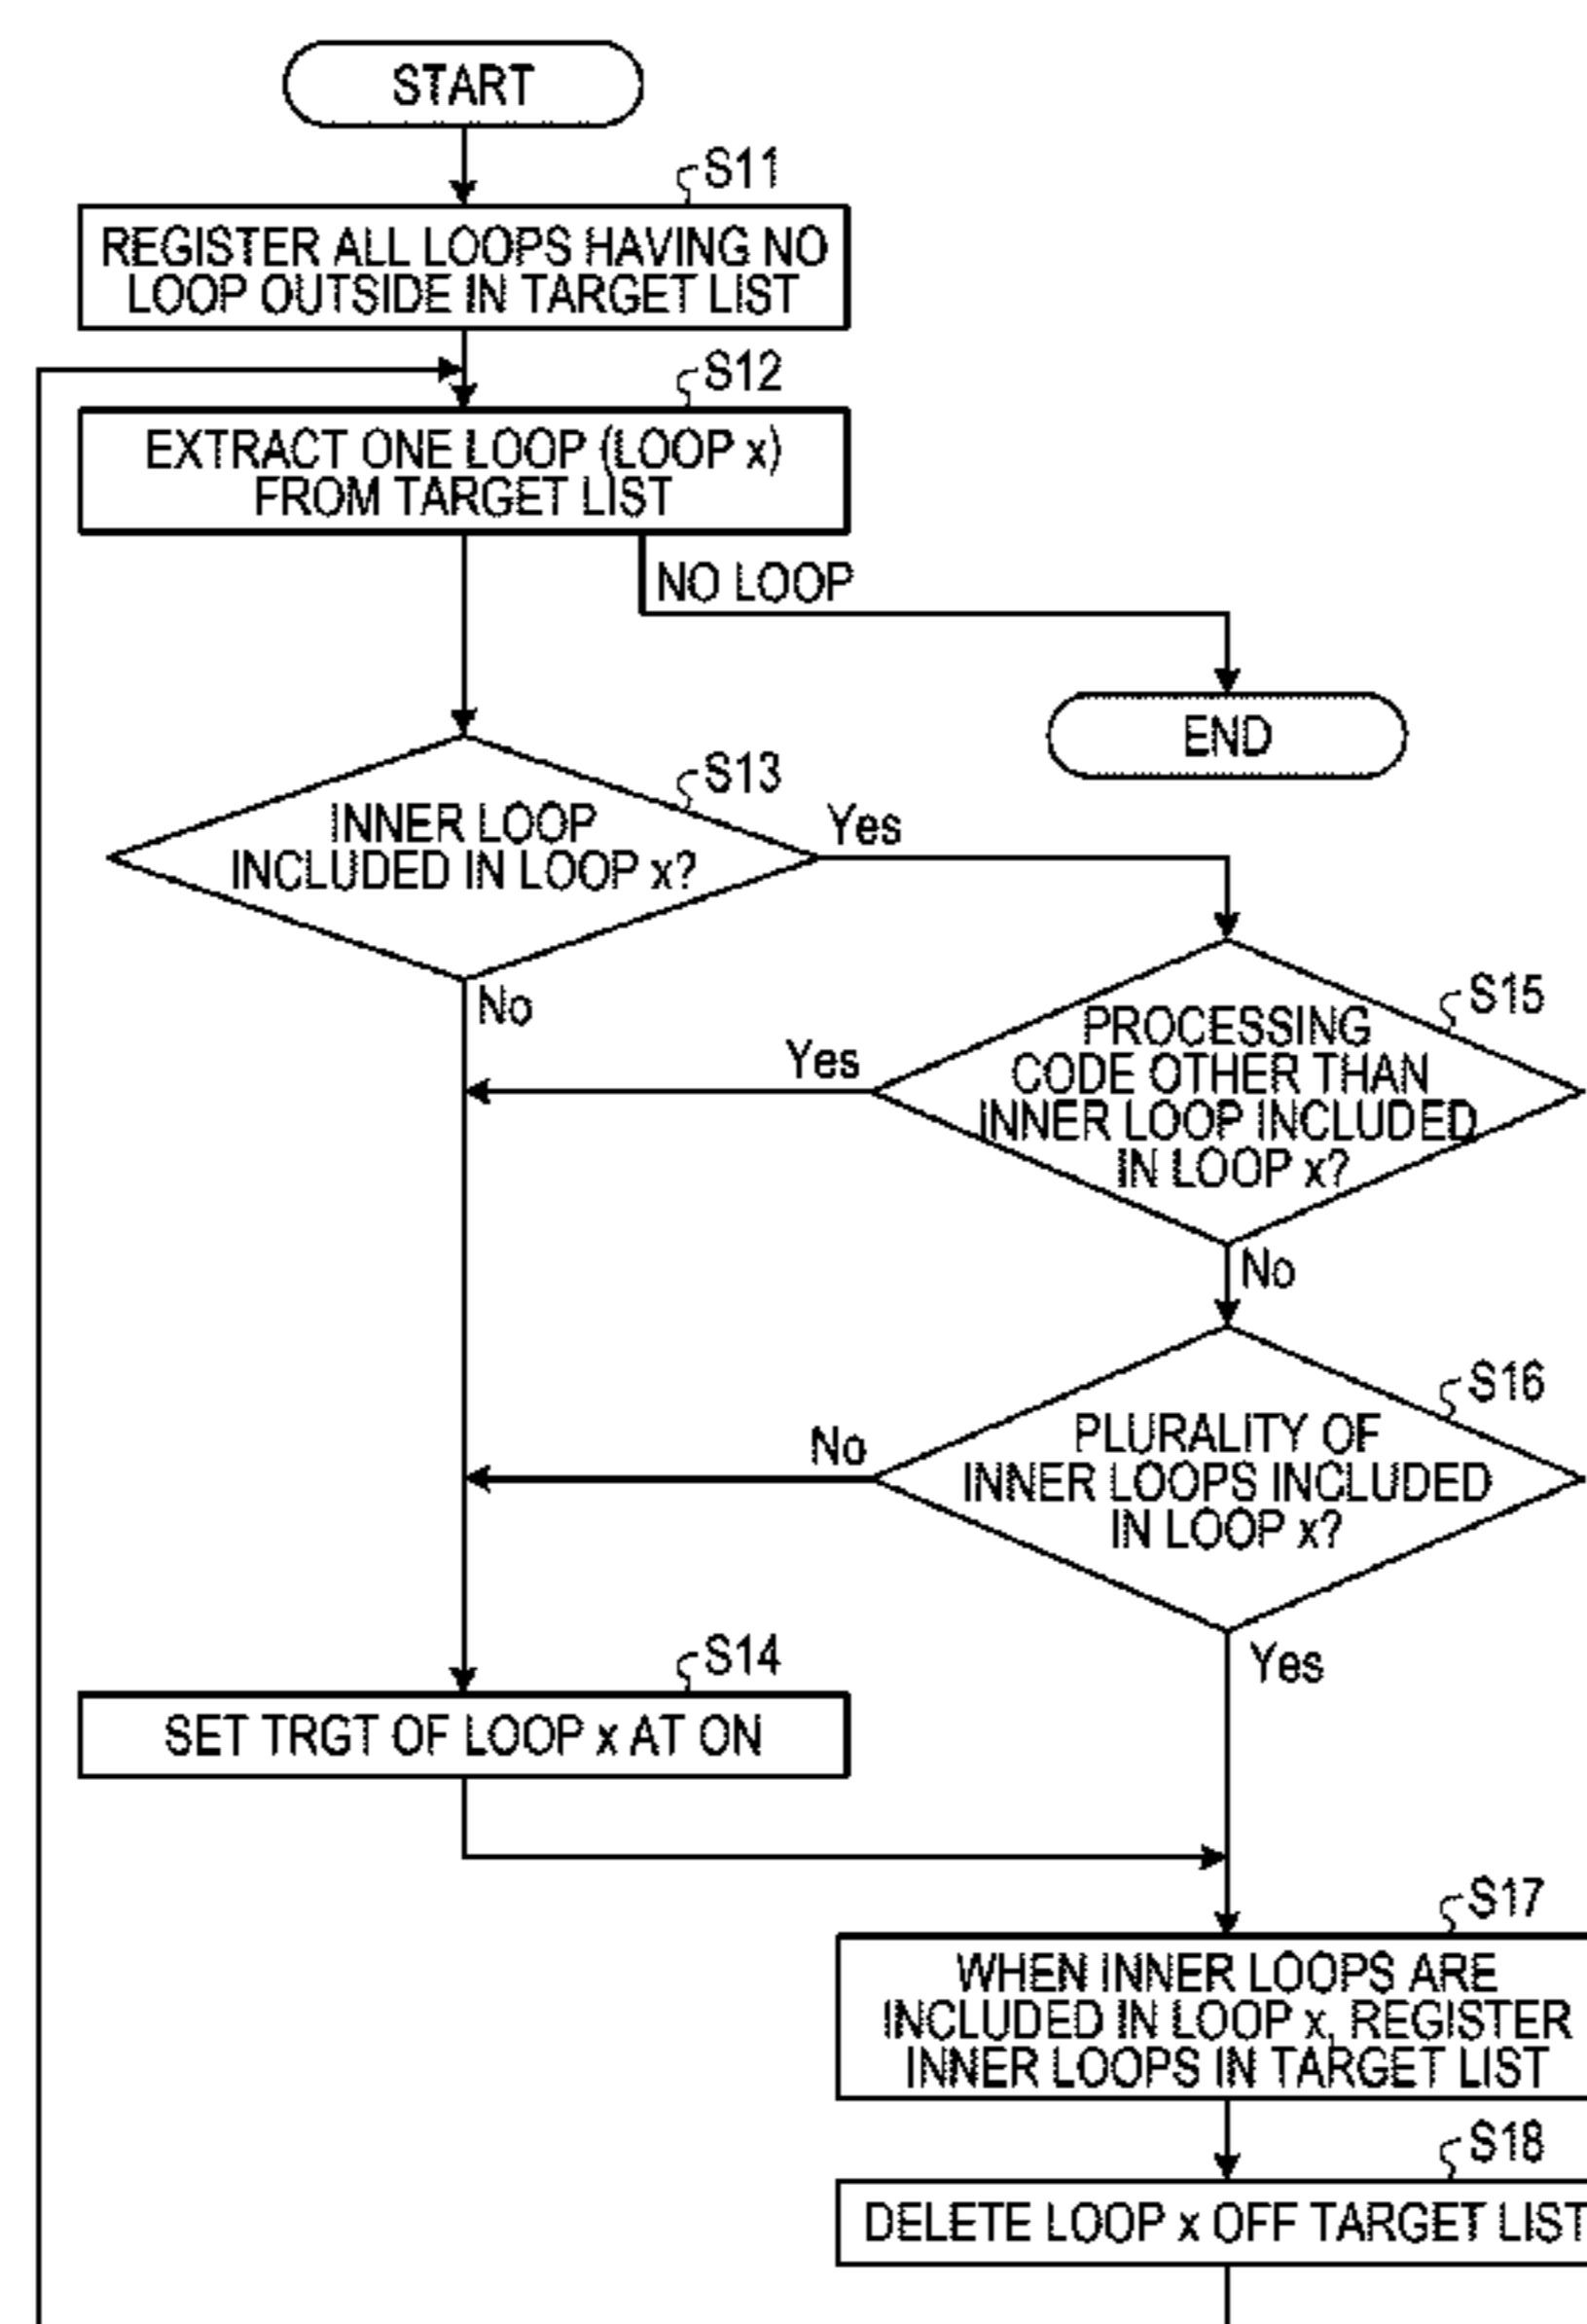 START
S11
REGISTER ALL LOOPS HAVING NO
LOOP OUTSIDE IN TARGET LIST
S12
EXTRACT ONE LOOP (LOOP x)
FROM TARGET LIST
NO LOOP
END
S13
INNER LOOP
INCLUDED IN LOOP x?
Yes
No
S15
PROCESSING
CODE OTHER THAN
INNER LOOP INCLUDED
IN LOOP x?
Yes
No
S16
PLURALITY OF
INNER LOOPS INCLUDED
IN LOOP x?
No
Yes
S14
SET TRGT OF LOOP x AT ON
S17
WHEN INNER LOOPS ARE
INCLUDED IN LOOP x, REGISTER
INNER LOOPS IN TARGET LIST
S18
DELETE LOOP x OFF TARGET LIST